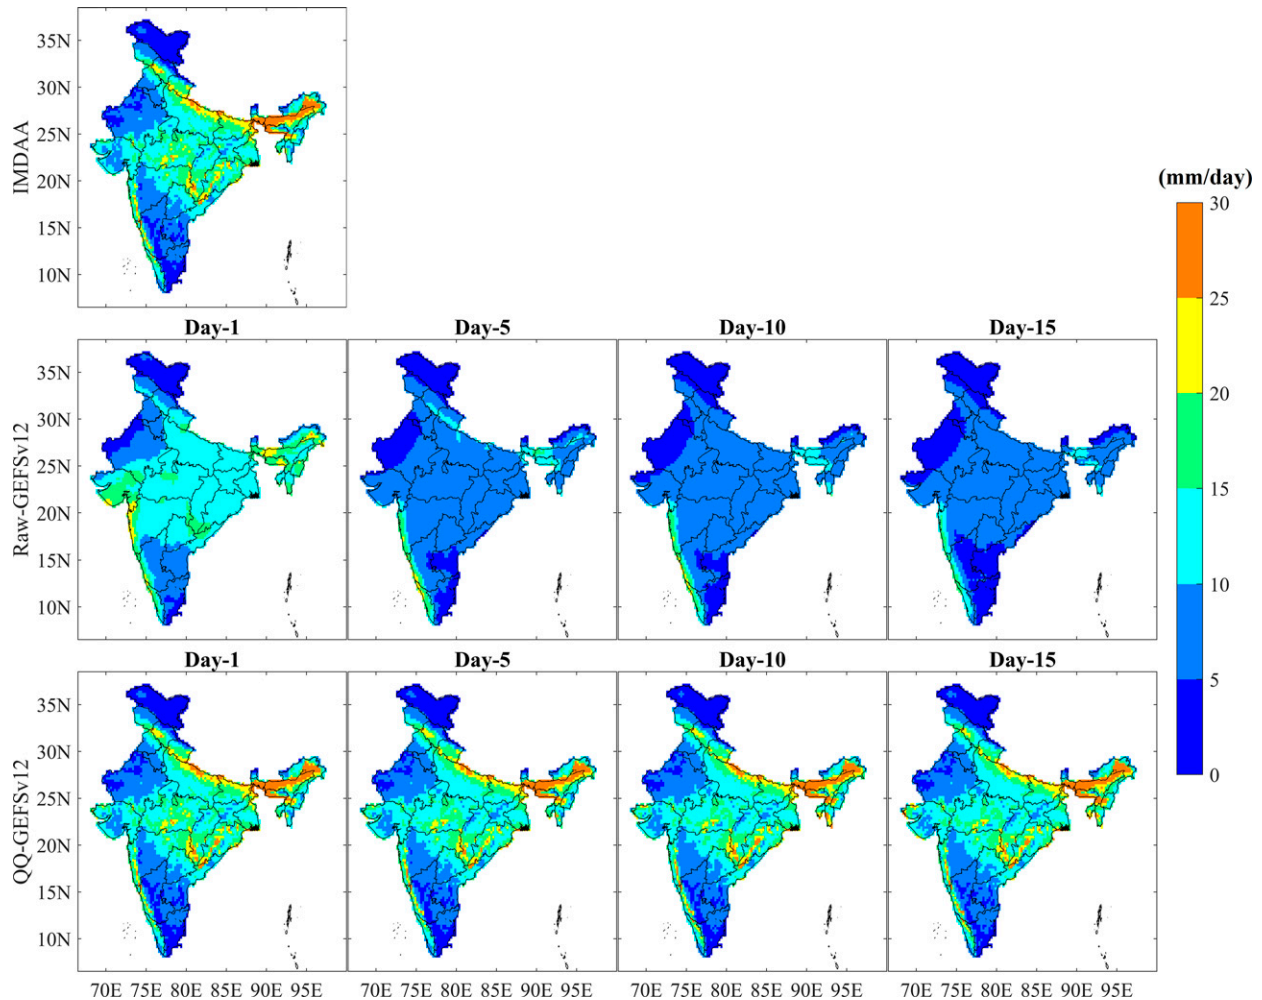 35N
30N
25N
20N
15N
10N
IMDAA
(mm/day)
30
25
20
15
10
5
0
Day-1 Day-5 Day-10 Day-15
35N
30N
25N
20N
15N
10N
Raw-GEFSv12
Day-1 Day-5 Day-10 Day-15
35N
30N
25N
20N
15N
10N
QQ-GEFSv12
70E 75E 80E 85E 90E 95E 70E 75E 80E 85E 90E 95E 70E 75E 80E 85E 90E 95E 70E 75E 80E 85E 90E 95E